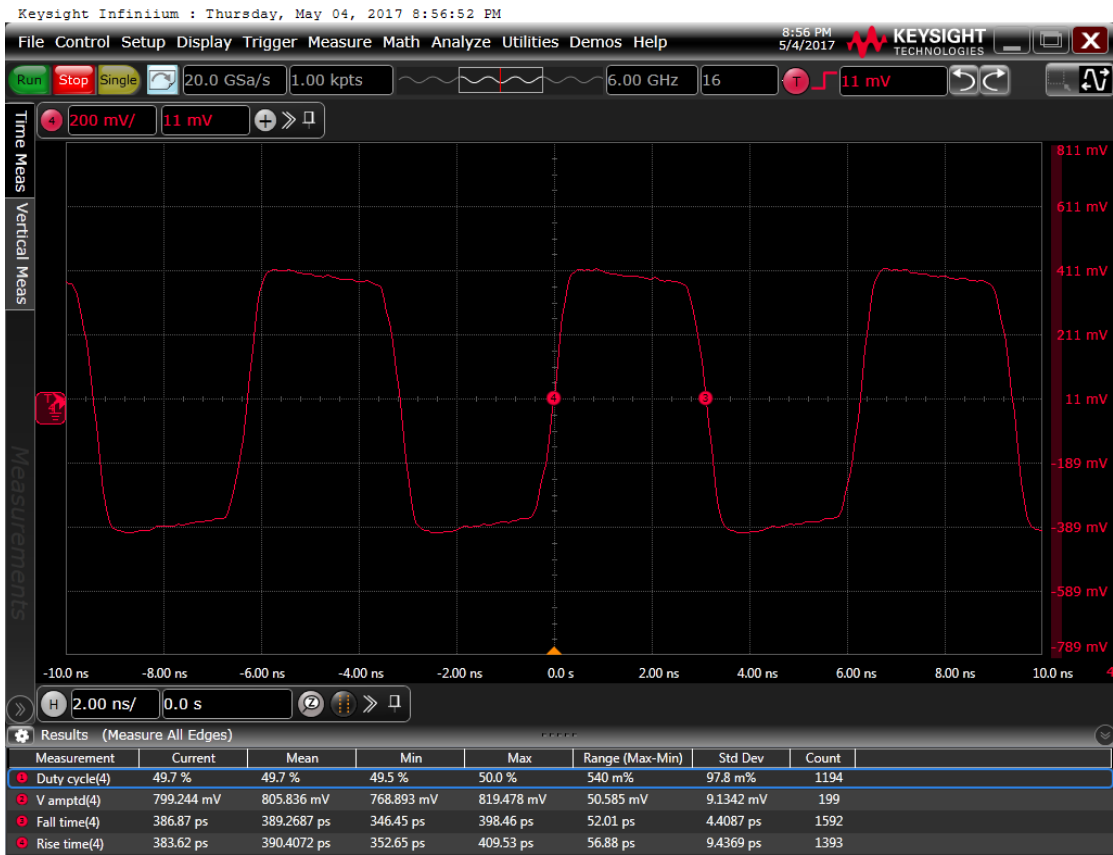 Keysight Infiniium : Thursday, May 04, 2017 8:56:52 PM
File Control Setup Display Trigger Measure Math Analyze Utilities Demos Help 8:56 PM 5/4/2017 KEYSIGHT TECHNOLOGIES
Run Stop Single 20.0 GSa/s 1.00 kpts 6.00 GHz 16 T 11 mV
4 200 mV/ 11 mV
Time Meas
Vertical Meas
Measurements
811 mV
611 mV
411 mV
211 mV
11 mV
-189 mV
-389 mV
-589 mV
-789 mV
4 3
-10.0 ns -8.00 ns -6.00 ns -4.00 ns -2.00 ns 0.0 s 2.00 ns 4.00 ns 6.00 ns 8.00 ns 10.0 ns 4
H 2.00 ns/ 0.0 s
Results (Measure All Edges)
Measurement Current Mean Min Max Range (Max-Min) Std Dev Count
1 Duty cycle(4) 49.7 % 49.7 % 49.5 % 50.0 % 540 m% 97.8 m% 1194
2 V amptd(4) 799.244 mV 805.836 mV 768.893 mV 819.478 mV 50.585 mV 9.1342 mV 199
3 Fall time(4) 386.87 ps 389.2687 ps 346.45 ps 398.46 ps 52.01 ps 4.4087 ps 1592
4 Rise time(4) 383.62 ps 390.4072 ps 352.65 ps 409.53 ps 56.88 ps 9.4369 ps 1393